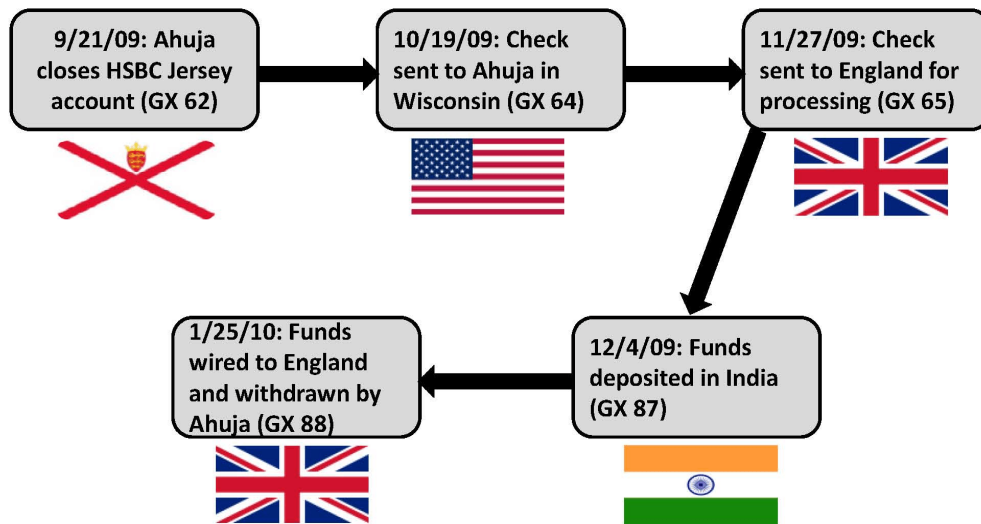 9/21/09: Ahuja
closes HSBC Jersey
account (GX 62)
10/19/09: Check
sent to Ahuja in
Wisconsin (GX 64)
11/27/09: Check
sent to England for
processing (GX 65)
12/4/09: Funds
deposited in India
(GX 87)
1/25/10: Funds
wired to England
and withdrawn by
Ahuja (GX 88)